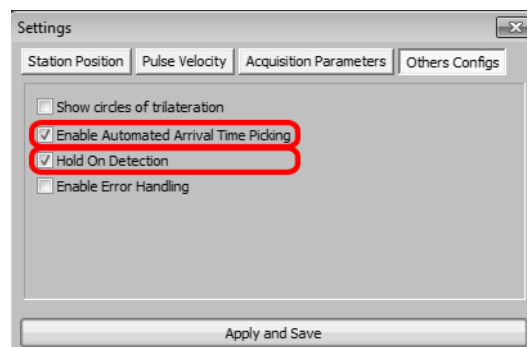 Settings
Station Position Pulse Velocity Acquisition Parameters Others Configs
Show circles of trilateration
Enable Automated Arrival Time Picking
Hold On Detection
Enable Error Handling
Apply and Save